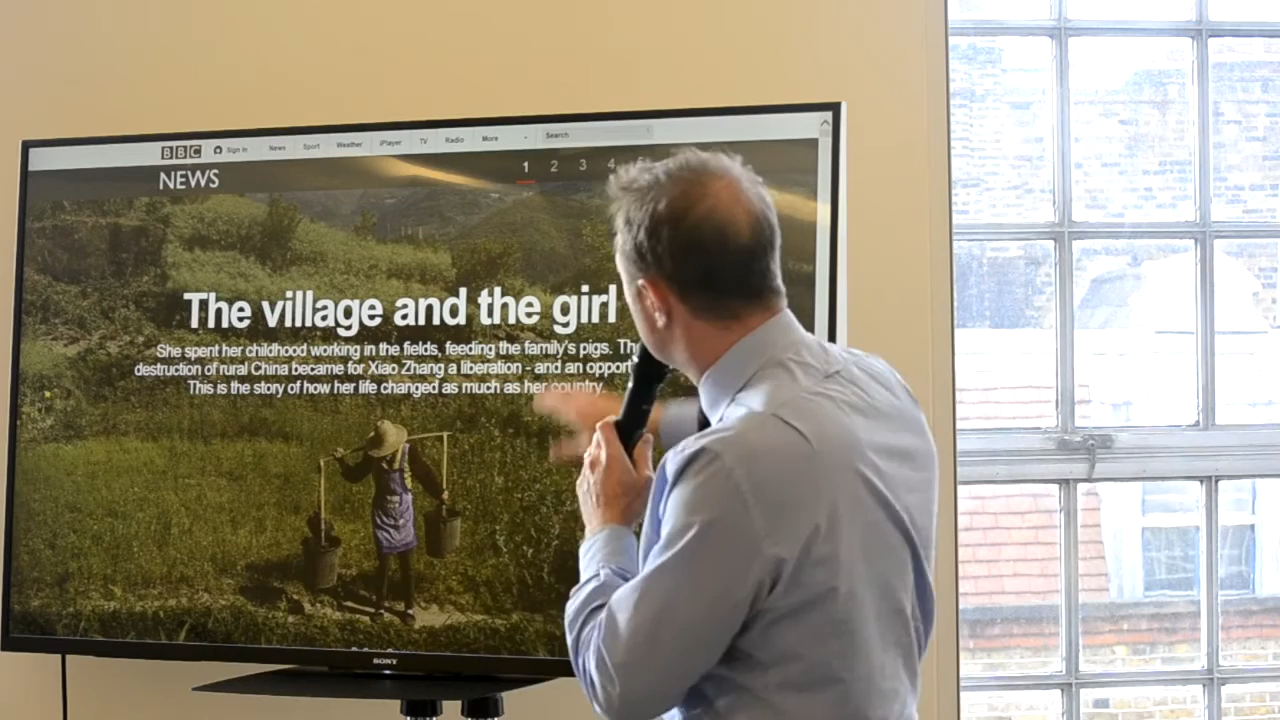 BBC Sign in News Sport Weather iPlayer TV Radio More Search
NEWS
1 2 3 4
The village and the girl
She spent her childhood working in the fields, feeding the family's pigs.
destruction of rural China became for Xiao Zhang a liberation - and an
This is the story of how her life changed as much as her country.
SONY